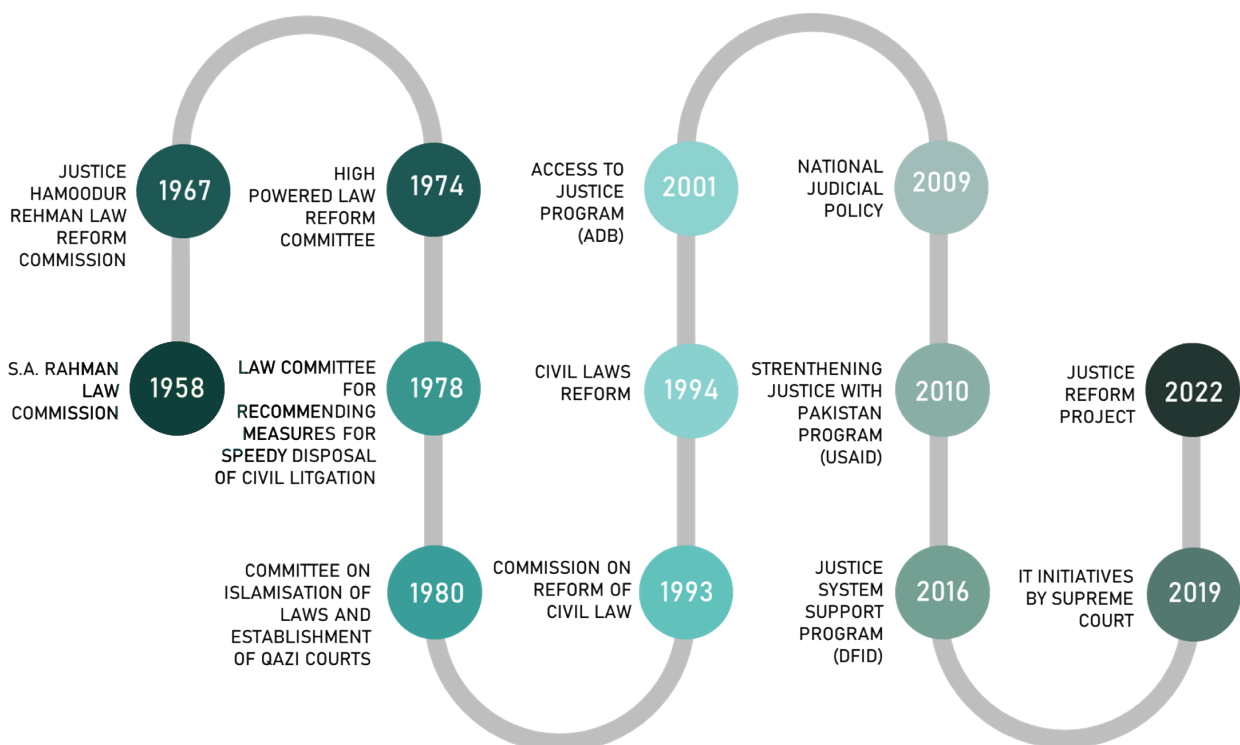 S.A. RAHMAN
LAW
COMMISSION
1958
JUSTICE
HAMOODUR
REHMAN LAW
REFORM
COMMISSION
1967
HIGH
POWERED LAW
REFORM
COMMITTEE
1974
LAW COMMITTEE
FOR
RECOMMENDING
MEASURES FOR
SPEEDY DISPOSAL
OF CIVIL LITGATION
1978
COMMITTEE ON
ISLAMISATION OF
LAWS AND
ESTABLISHMENT
OF QAZI COURTS
1980
COMMISSION ON
REFORM OF
CIVIL LAW
1993
CIVIL LAWS
REFORM
1994
ACCESS TO
JUSTICE
PROGRAM
(ADB)
2001
NATIONAL
JUDICIAL
POLICY
2009
STRENTHENING
JUSTICE WITH
PAKISTAN
PROGRAM
(USAID)
2010
JUSTICE
SYSTEM
SUPPORT
PROGRAM
(DFID)
2016
IT INITIATIVES
BY SUPREME
COURT
2019
JUSTICE
REFORM
PROJECT
2022